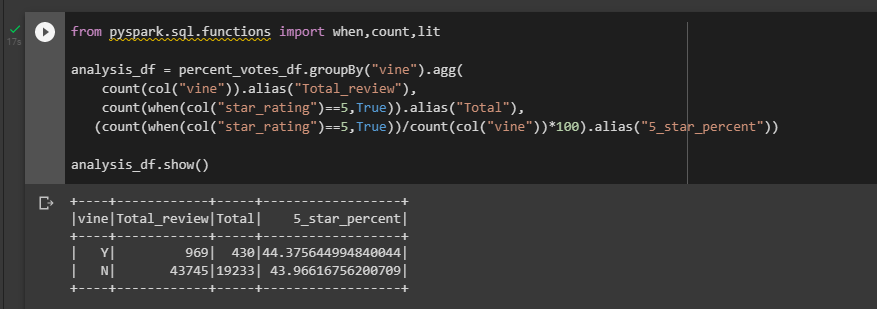 17s
from pyspark.sql.functions import when,count,lit
analysis_df = percent_votes_df.groupBy("vine").agg(
    count(col("vine")).alias("Total_review"),
    count(when(col("star_rating")==5,True)).alias("Total"),
   (count(when(col("star_rating")==5,True))/count(col("vine"))*100).alias("5_star_percent"))
analysis_df.show()
+----+------------+-----+------------------+
|vine|Total_review|Total|    5_star_percent|
+----+------------+-----+------------------+
|   Y|         969|  430|44.375644994840044|
|   N|       43745|19233| 43.96616756200709|
+----+------------+-----+------------------+